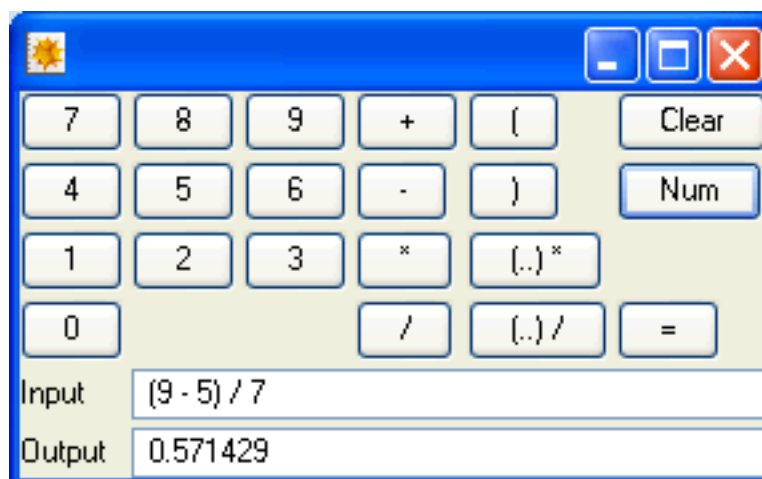 7 8 9 + ( Clear
4 5 6 - ) Num
1 2 3 * (..) *
0 / (..) / =
Input (9 - 5) / 7
Output 0.571429